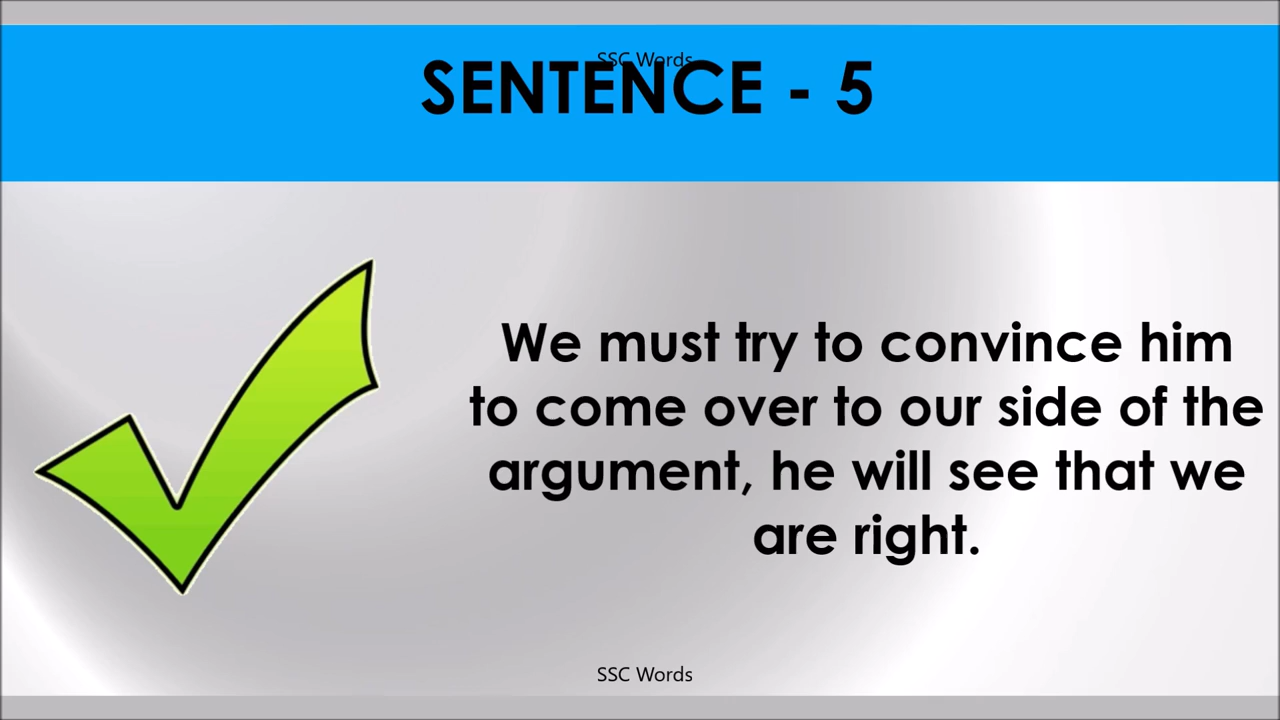 SSC Words
SENTENCE - 5
We must try to convince him
to come over to our side of the
argument, he will see that we
are right.
SSC Words